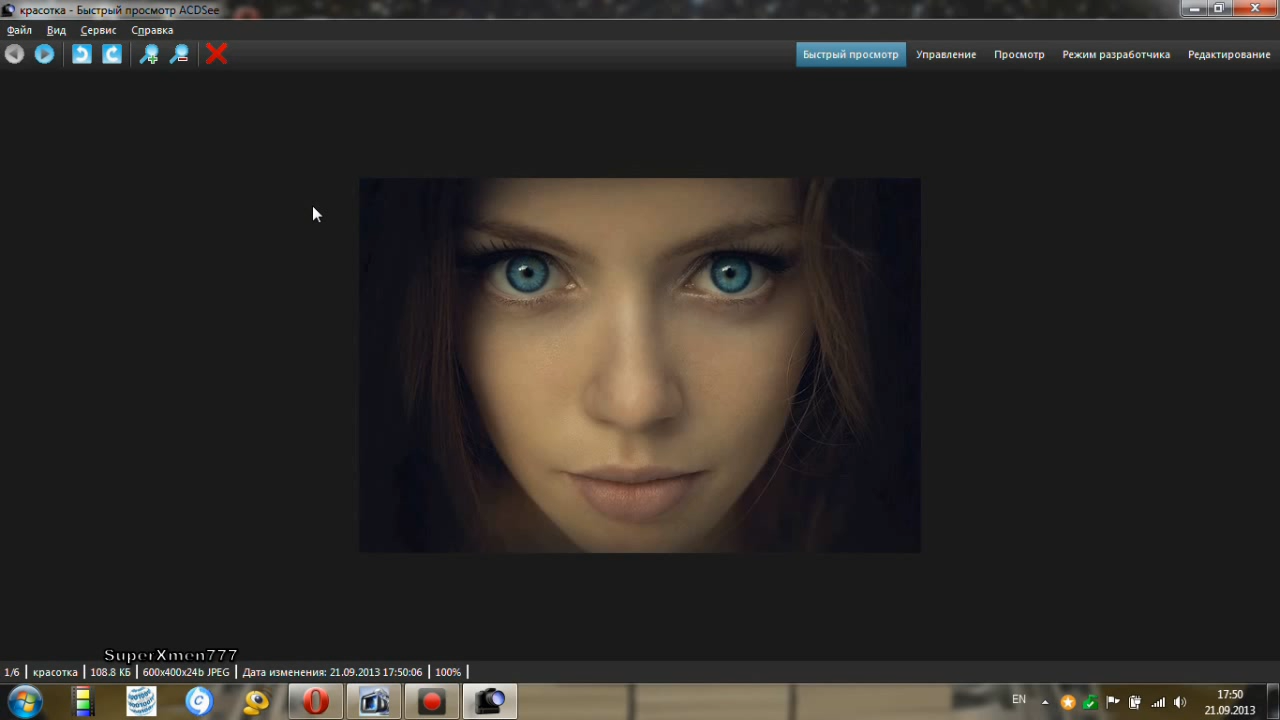 красотка - Быстрый просмотр ACDSee
Файл Вид Сервис Справка
Быстрый просмотр Управление Просмотр Режим разработчика Редактирование
SuperXmen777
1/6 красотка 108.8 КБ 600x400x24b JPEG Дата изменения: 21.09.2013 17:50:06 100%
EN 17:50
21.09.2013